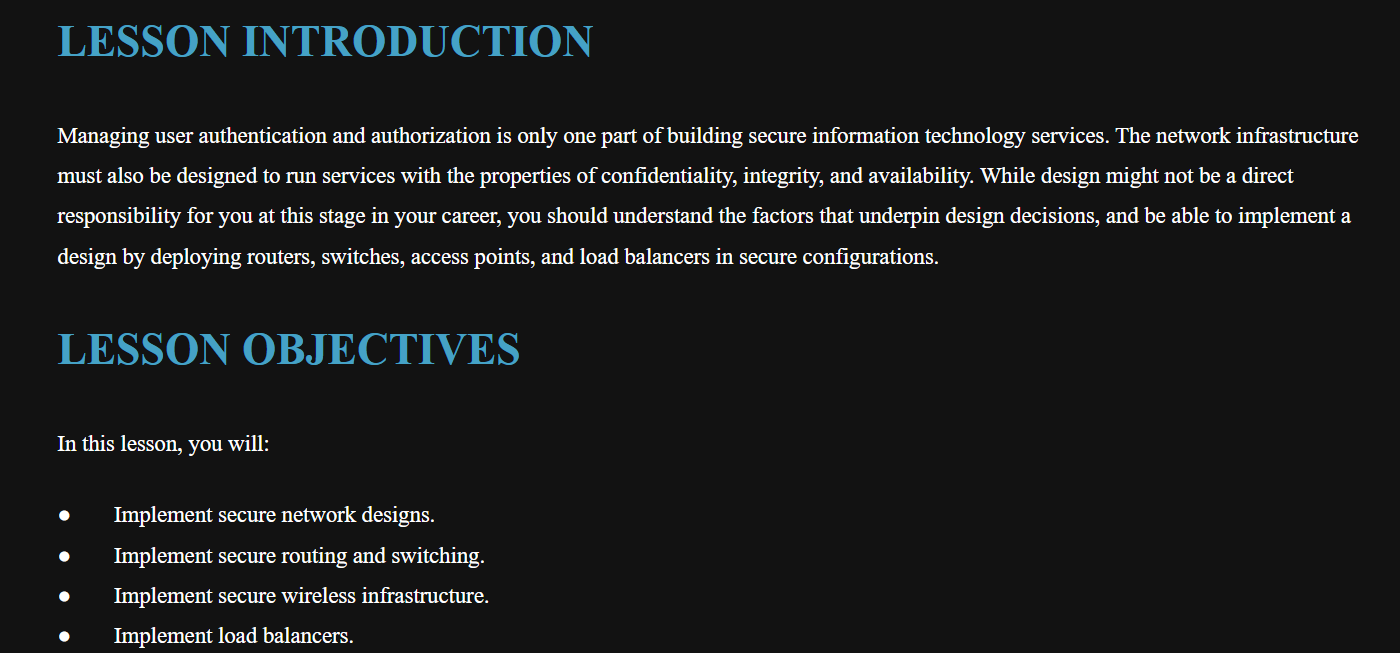 LESSON INTRODUCTION
Managing user authentication and authorization is only one part of building secure information technology services. The network infrastructure
must also be designed to run services with the properties of confidentiality, integrity, and availability. While design might not be a direct
responsibility for you at this stage in your career, you should understand the factors that underpin design decisions, and be able to implement a
design by deploying routers, switches, access points, and load balancers in secure configurations.
LESSON OBJECTIVES
In this lesson, you will:
● Implement secure network designs.
● Implement secure routing and switching.
● Implement secure wireless infrastructure.
● Implement load balancers.